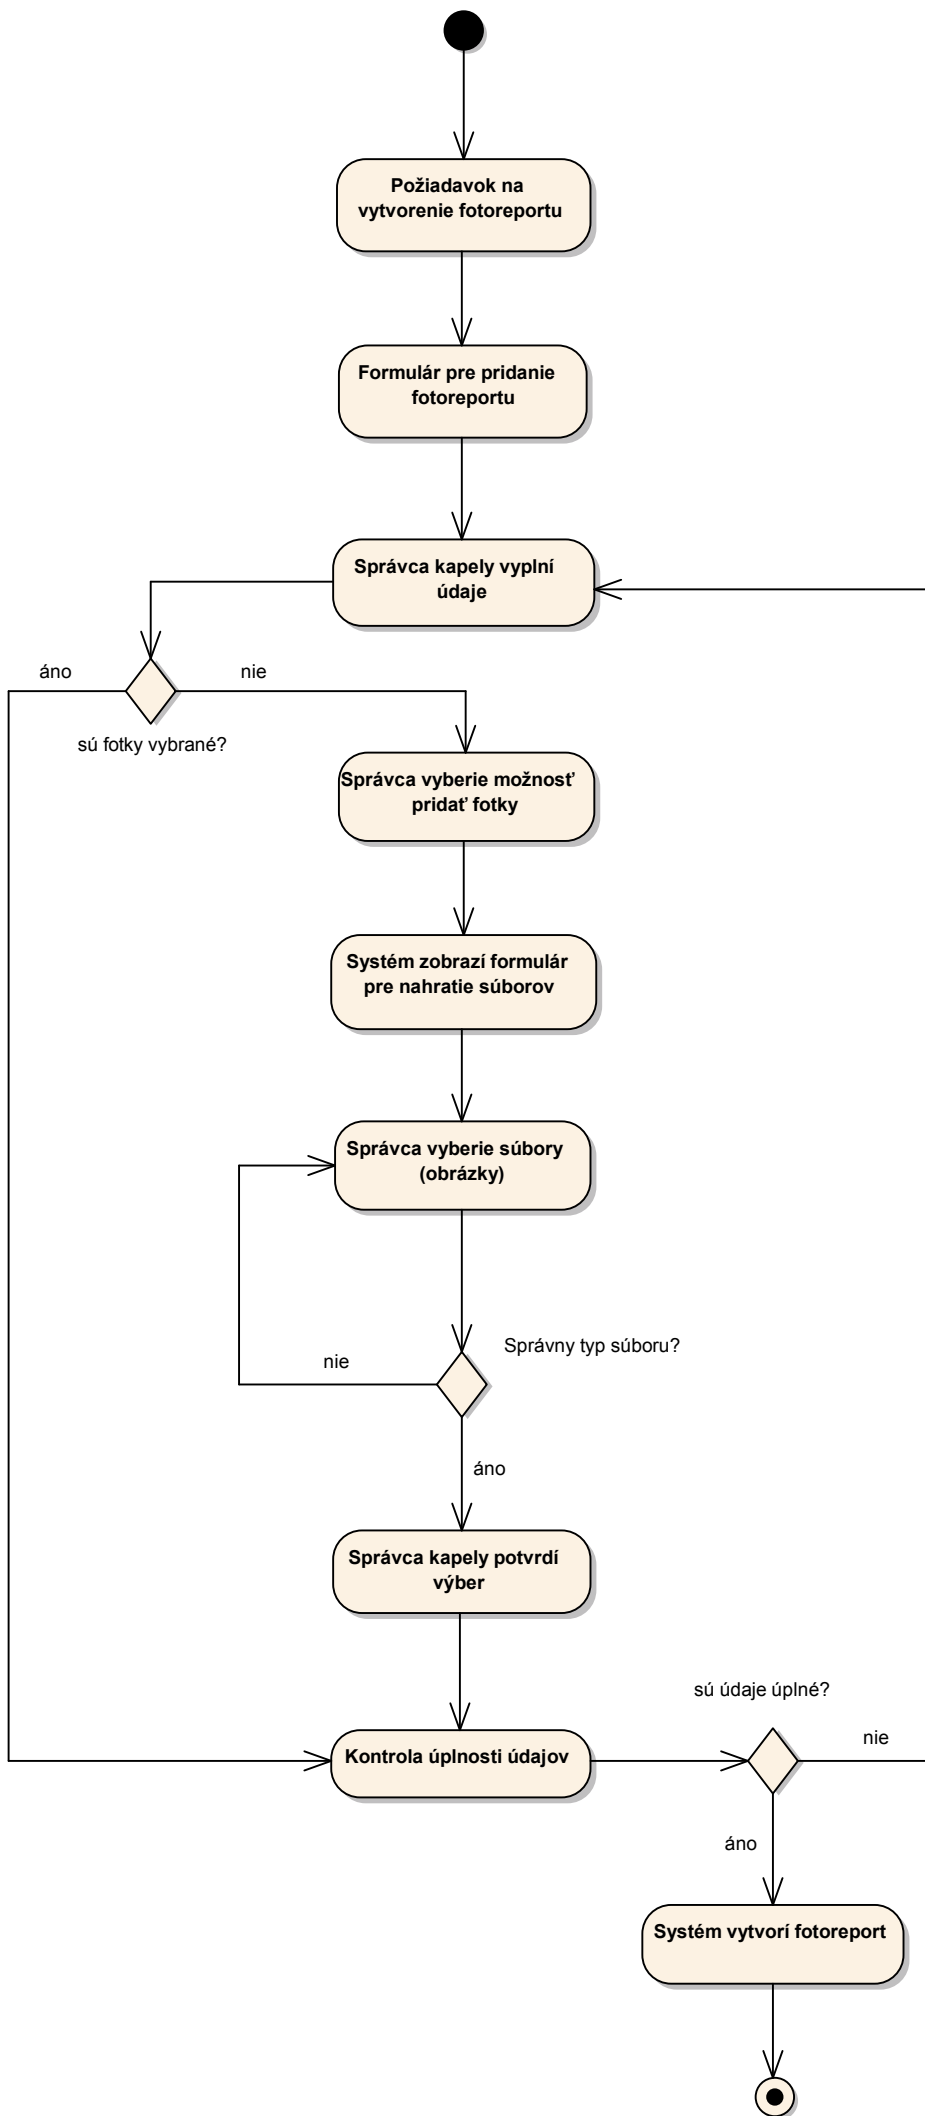 Požiadavok na
vytvorenie fotoreportu
Formulár pre pridanie
fotoreportu
Správca kapely vyplní
údaje
áno
nie
sú fotky vybrané?
Správca vyberie možnosť
pridať fotky
Systém zobrazí formulár
pre nahratie súborov
Správca vyberie súbory
(obrázky)
Správny typ súboru?
nie
áno
Správca kapely potvrdí
výber
sú údaje úplné?
nie
Kontrola úplnosti údajov
áno
Systém vytvorí fotoreport